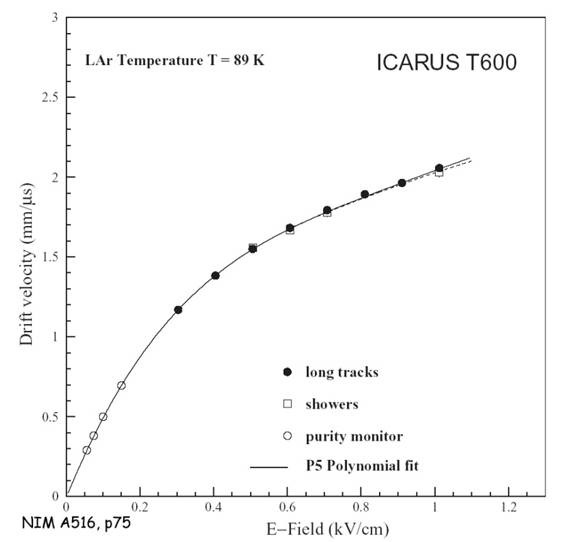 3
LAr Temperature T = 89 K
ICARUS T600
2.5
2
Drift velocity (mm/μs)
1.5
1
long tracks
showers
0.5
purity monitor
P5 Polynomial fit
0
0 0.2 0.4 0.6 0.8 1 1.2
NIM A516, p75
E−Field (kV/cm)